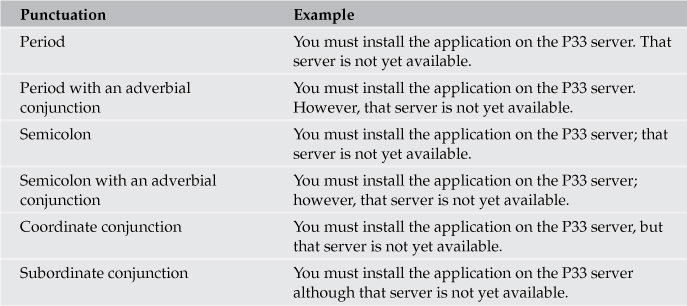 Punctuation Example
Period You must install the application on the P33 server. That
server is not yet available.
Period with an adverbial You must install the application on the P33 server.
conjunction However, that server is not yet available.
Semicolon You must install the application on the P33 server; that
server is not yet available.
Semicolon with an adverbial You must install the application on the P33 server;
conjunction however, that server is not yet available.
Coordinate conjunction You must install the application on the P33 server, but
that server is not yet available.
Subordinate conjunction You must install the application on the P33 server
although that server is not yet available.